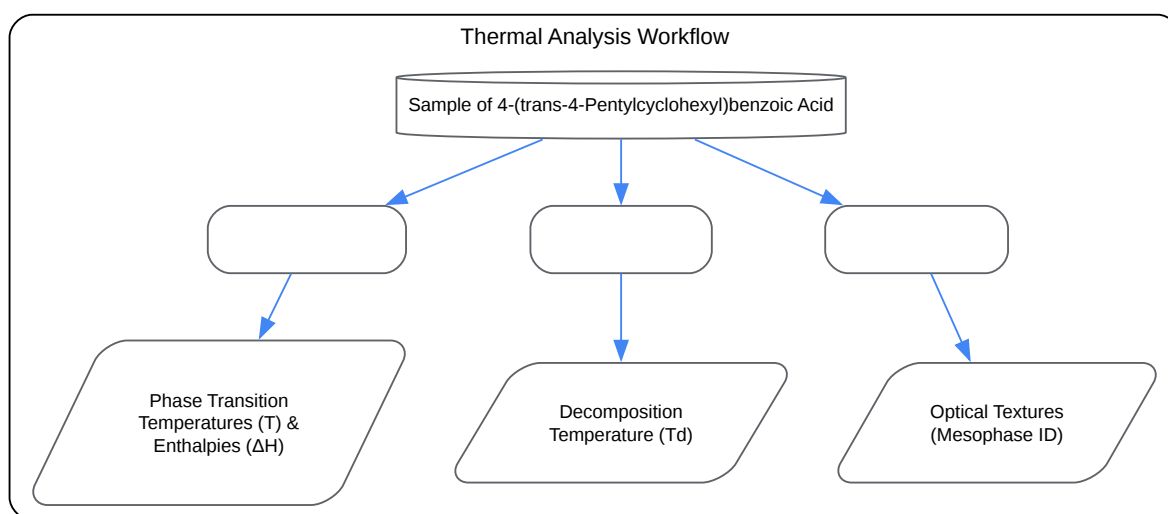 Thermal Analysis Workflow
Sample of 4-(trans-4-Pentylcyclohexyl)benzoic Acid
Phase Transition
Temperatures (T) &
Enthalpies (ΔH)
Decomposition
Temperature (Td)
Optical Textures
(Mesophase ID)